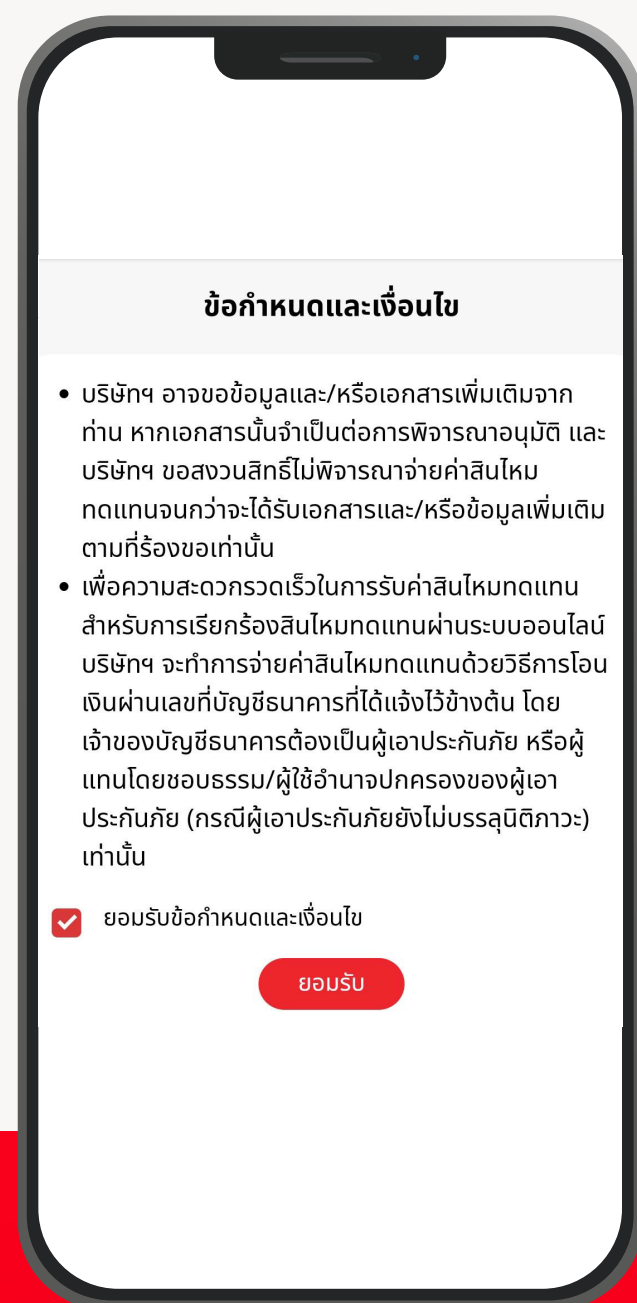 ข้อกำหนดและเงื่อนไข
• บริษัทฯ อาจขอข้อมูลและ/หรือเอกสารเพิ่มเติมจาก
ท่าน หากเอกสารนั้นจำเป็นต่อการพิจารณาอนุมัติ และ
บริษัทฯ ขอสงวนสิทธิ์ไม่พิจารณาจ่ายค่าสินไหม
ทดแทนจนกว่าจะได้รับเอกสารและ/หรือข้อมูลเพิ่มเติม
ตามที่ร้องขอเท่านั้น
• เพื่อความสะดวกรวดเร็วในการรับค่าสินไหมทดแทน
สำหรับการเรียกร้องสินไหมทดแทนผ่านระบบออนไลน์
บริษัทฯ จะทำการจ่ายค่าสินไหมทดแทนด้วยวิธีการโอน
เงินผ่านเลขที่บัญชีธนาคารที่ได้แจ้งไว้ข้างต้น โดย
เจ้าของบัญชีธนาคารต้องเป็นผู้เอาประกันภัย หรือผู้
แทนโดยชอบธรรม/ผู้ใช้อำนาจปกครองของผู้เอา
ประกันภัย (กรณีผู้เอาประกันภัยยังไม่บรรลุนิติภาวะ)
เท่านั้น
ยอมรับข้อกำหนดและเงื่อนไข
ยอมรับ